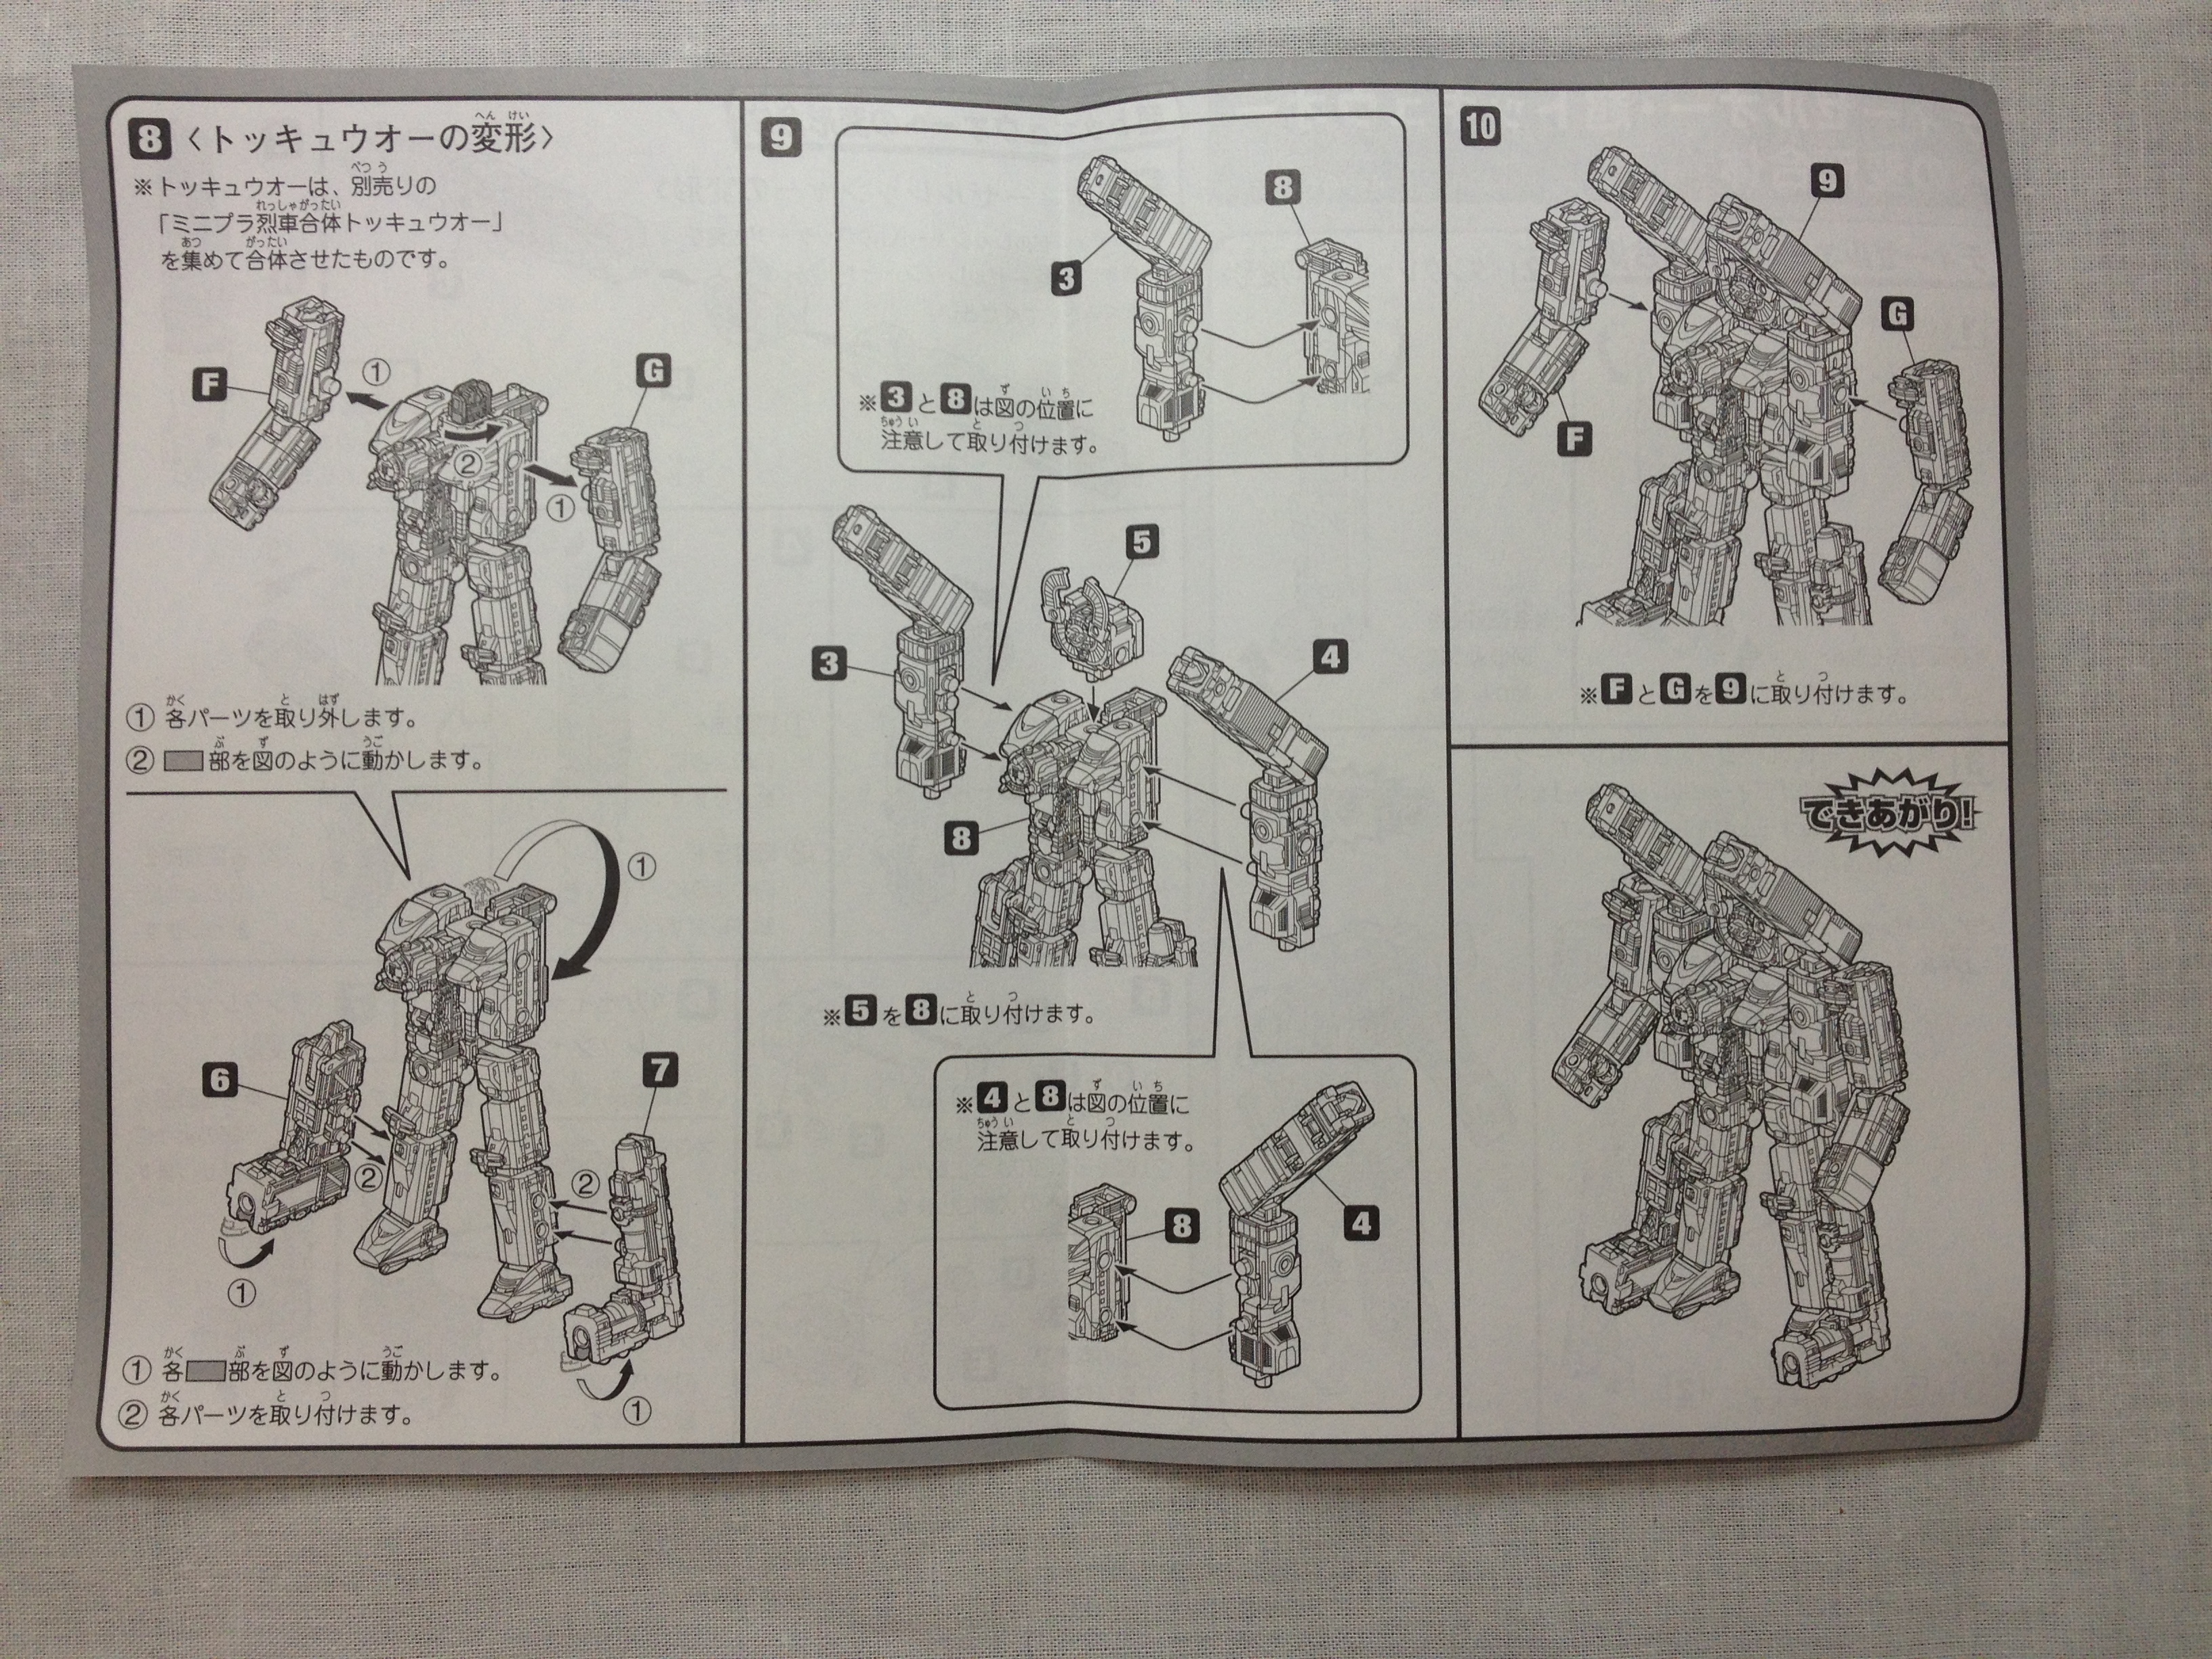 8 〈トッキュウオーの変形〉
※トッキュウオーは、別売りの
「ミニプラ烈車合体トッキュウオー」
を集めて合体させたものです。
F
G
①
①
②
① 各パーツを取り外します。
② 部を図のように動かします。
①
6
7
②
②
①
①
① 各 部を図のように動かします。
② 各パーツを取り付けます。
9
※3と8は図の位置に
注意して取り付けます。
3
8
5
3
4
8
※5を8に取り付けます。
※4と8は図の位置に
注意して取り付けます。
8
4
10
9
F
G
※FとGを9に取り付けます。
できあがり!